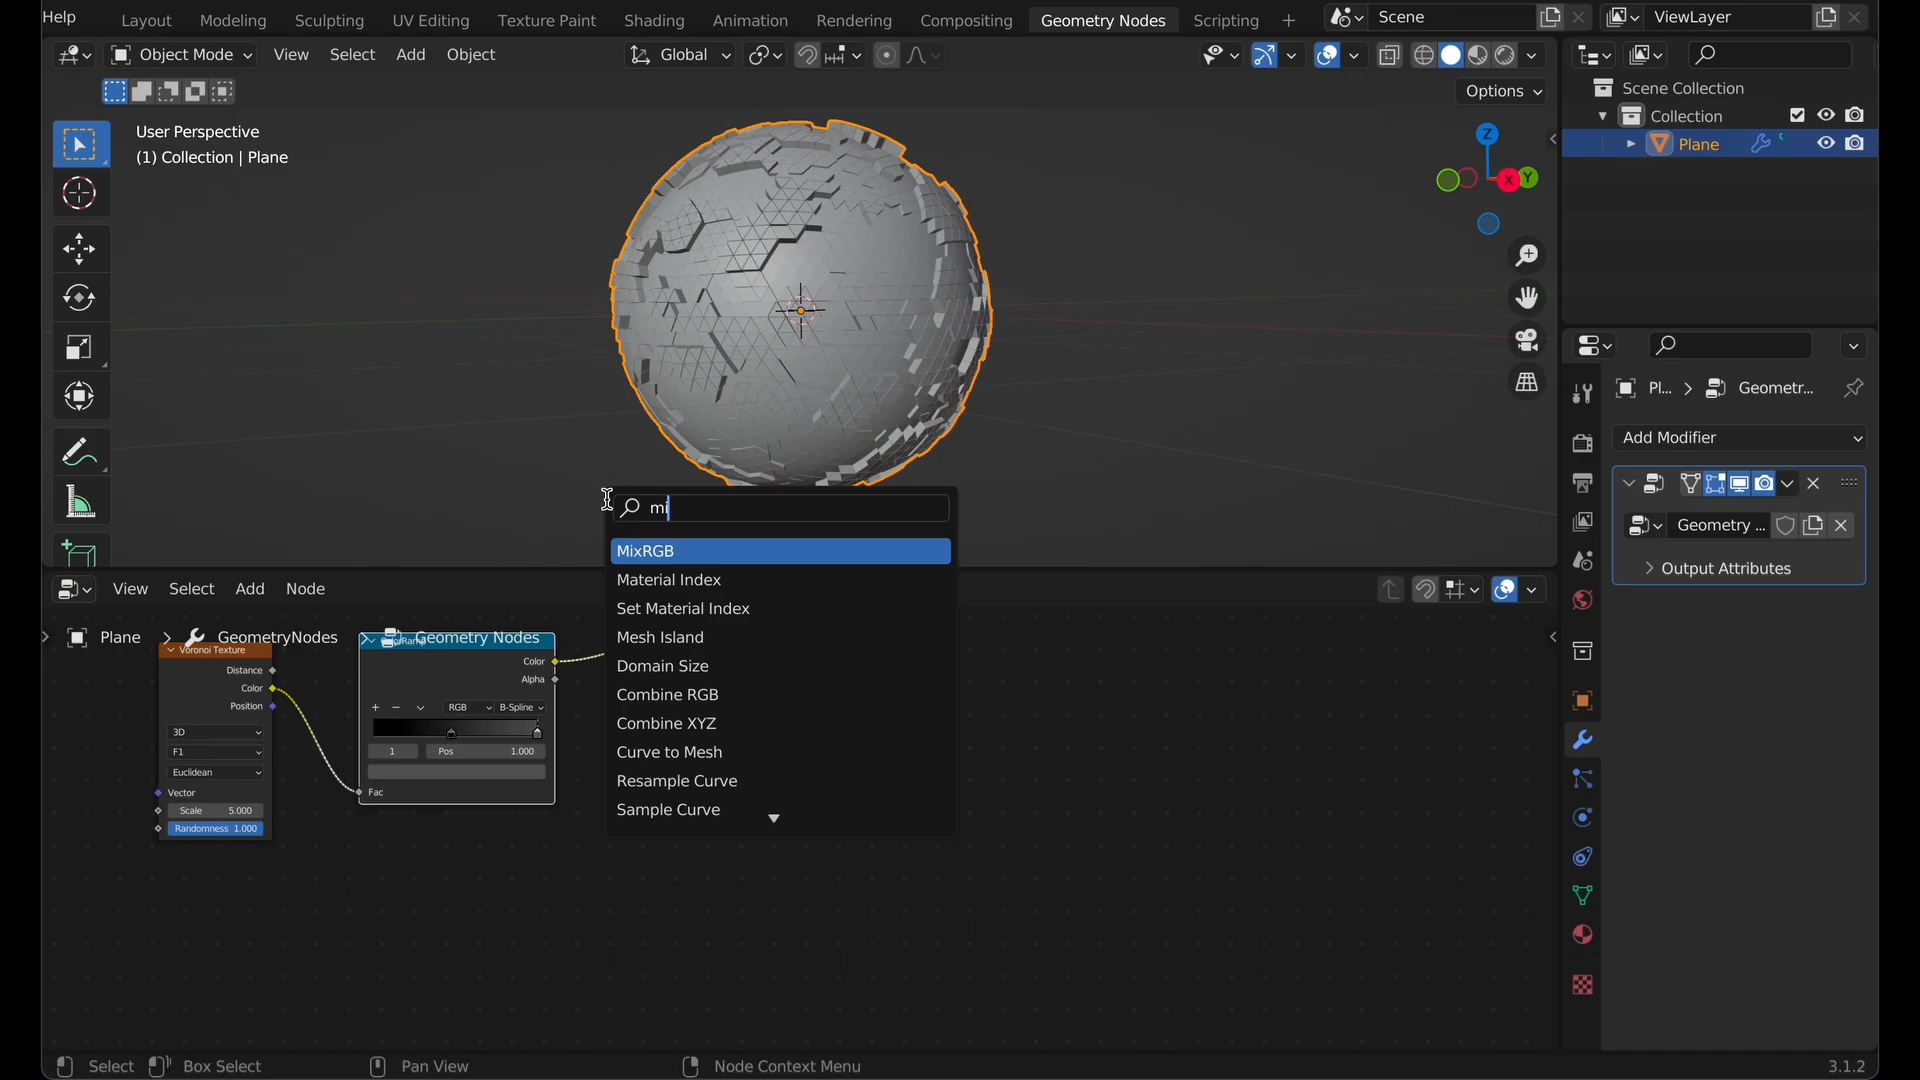 Help Layout Modeling Sculpting UV Editing Texture Paint Shading Animation Rendering Compositing Geometry Nodes Scripting + Scene ViewLayer
Object Mode View Select Add Object Global
Options
User Perspective
(1) Collection | Plane
Z
X
Y
Scene Collection
Collection
Plane
Pl... Geometr...
Add Modifier
Geometry ...
Output Attributes
mi
MixRGB
Material Index
Set Material Index
Mesh Island
Domain Size
Combine RGB
Combine XYZ
Curve to Mesh
Resample Curve
Sample Curve
View Select Add Node
Plane GeometryNodes Geometry Nodes
Voronoi Texture
Distance
Color
Position
3D
F1
Euclidean
Vector
Scale 5.000
Randomness 1.000
Color
Alpha
RGB B-Spline
1 Pos 1.000
Fac
Select Box Select Pan View Node Context Menu 3.1.2